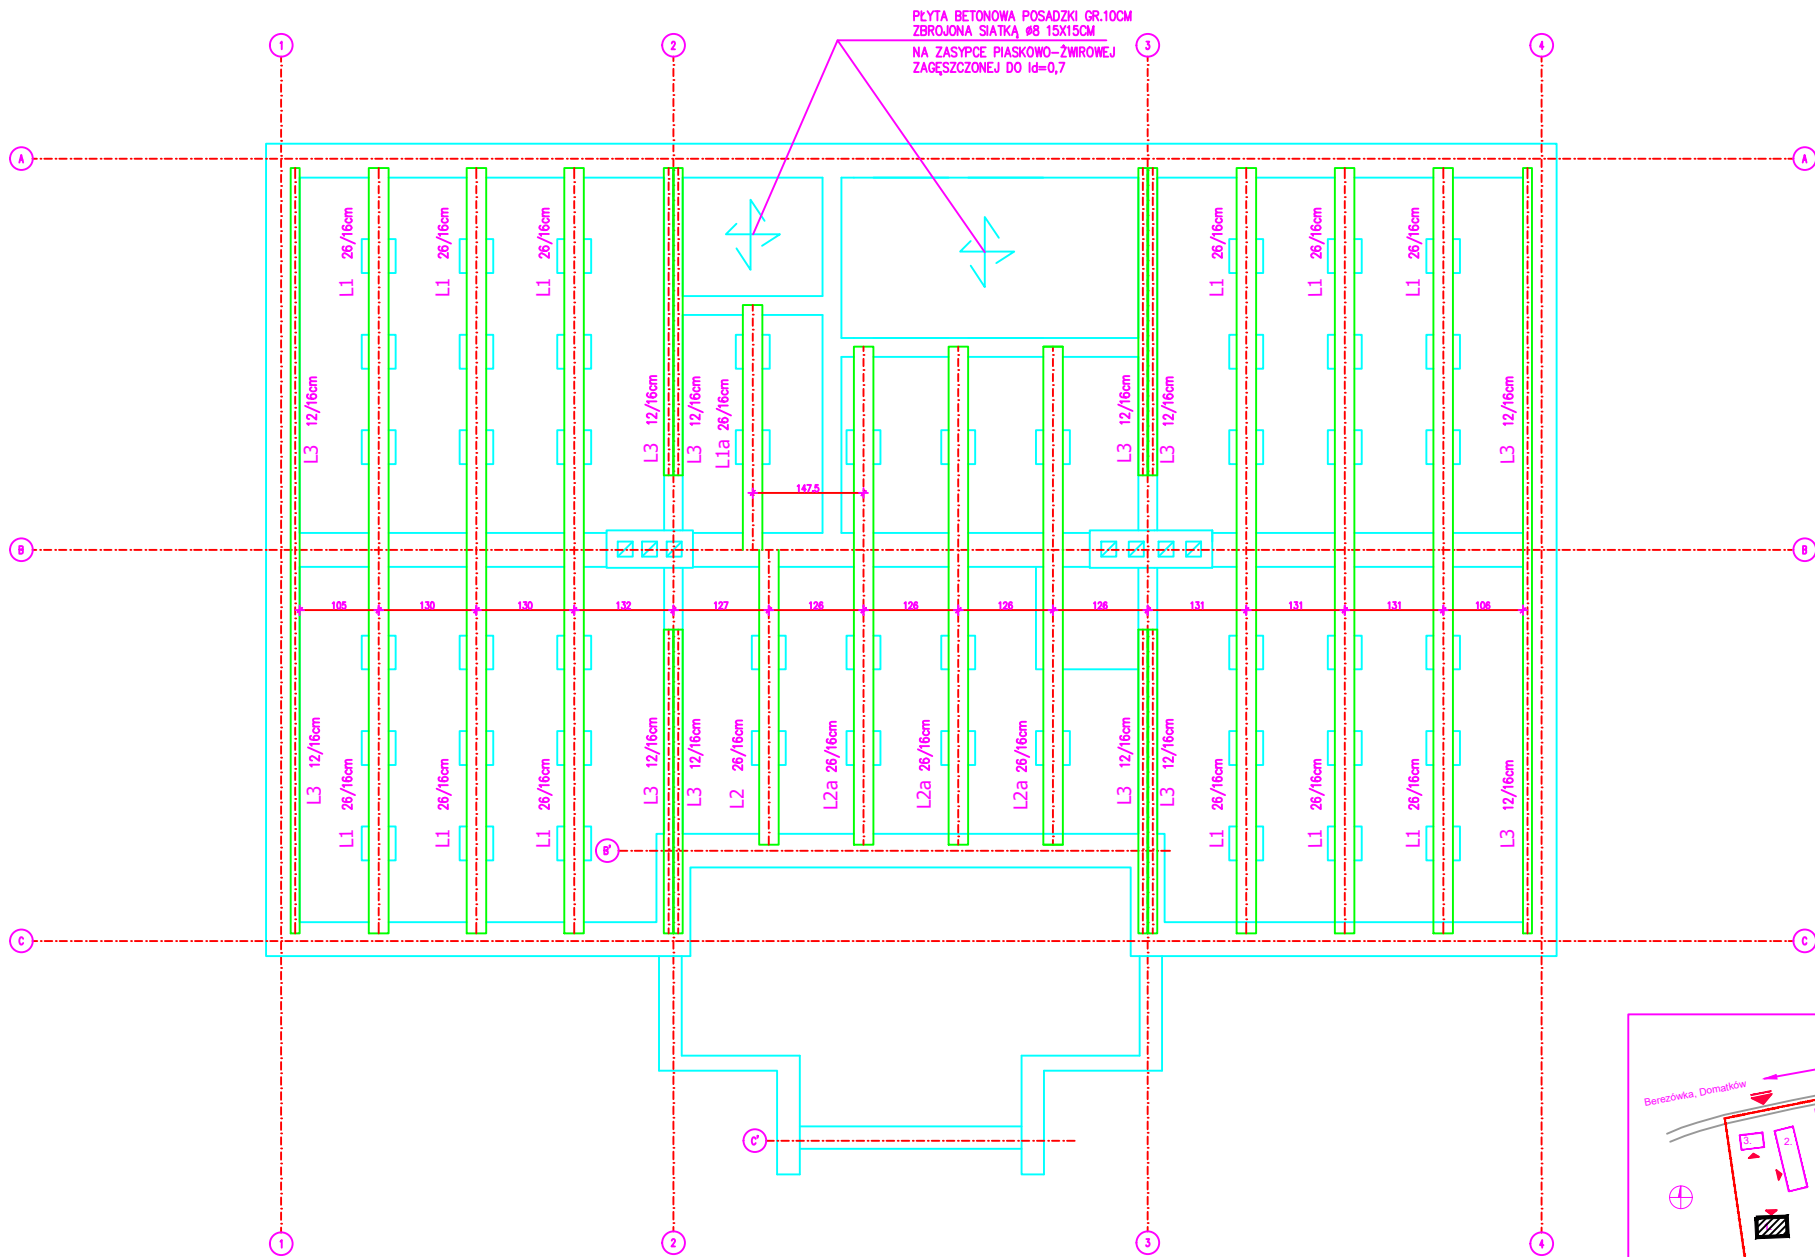 PŁYTA BETONOWA POSADZKI GR.10CM
ZBROJONA SIATKĄ ø8 15X15CM
NA ZASYPCE PIASKOWO-ŻWIROWEJ
ZAGĘSZCZONEJ DO Id=0,7
1
2
3
4
A
A
L1 26/16cm
L1 26/16cm
L1 26/16cm
L1 26/16cm
L1 26/16cm
L1 26/16cm
L3 12/16cm
L3 12/16cm
L3 12/16cm
L1a 26/16cm
L3 12/16cm
L3 12/16cm
L3 12/16cm
147,5
B
B
105
130
130
132
127
126
126
126
126
131
131
131
106
L3 12/16cm
L1 26/16cm
L1 26/16cm
L1 26/16cm
L3 12/16cm
L3 12/16cm
L2 26/16cm
L2a 26/16cm
L2a 26/16cm
L2a 26/16cm
L3 12/16cm
L3 12/16cm
L1 26/16cm
L1 26/16cm
L1 26/16cm
L3 12/16cm
B'
C
C
C'
Berezówka, Domatków
3.
2.
1
2
3
4